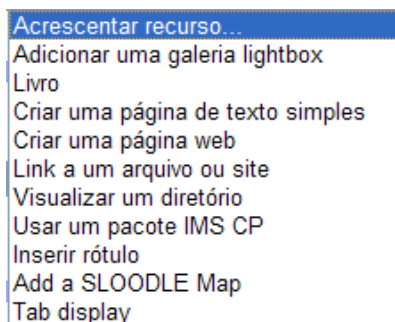 Acrescentar recurso...
Adicionar uma galeria lightbox
Livro
Criar uma página de texto simples
Criar uma página web
Link a um arquivo ou site
Visualizar um diretório
Usar um pacote IMS CP
Inserir rótulo
Add a SLOODLE Map
Tab display